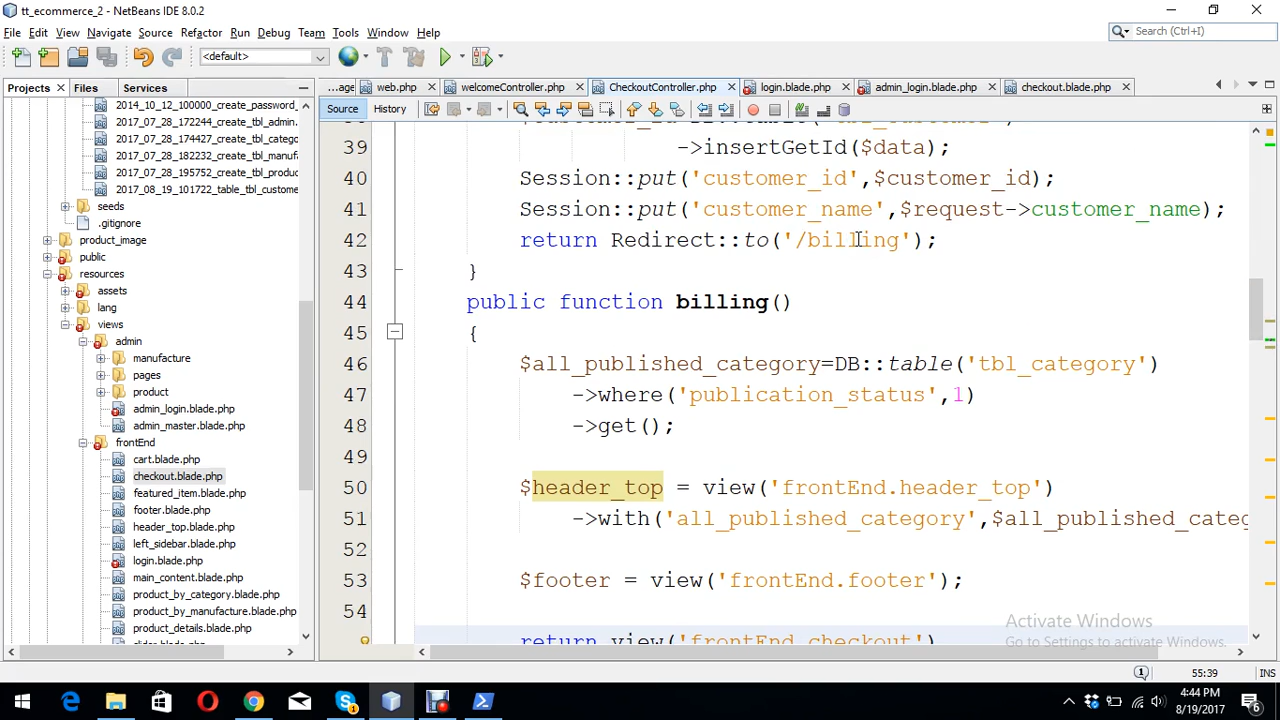 tt_ecommerce_2 - NetBeans IDE 8.0.2
File Edit View Navigate Source Refactor Run Debug Team Tools Window Help
Search (Ctrl+I)
<default>
Projects Files Services
...age web.php welcomeController.php CheckoutController.php login.blade.php admin_login.blade.php checkout.blade.php
Source History
2014_10_12_100000_create_password_
2017_07_28_172244_create_tbl_admin.
2017_07_28_174427_create_tbl_categ
2017_07_28_182232_create_tbl_manuf
2017_07_28_195752_create_tbl_produc
2017_08_19_101722_table_tbl_custome
seeds
.gitignore
product_image
public
resources
assets
lang
views
admin
manufacture
pages
product
admin_login.blade.php
admin_master.blade.php
frontEnd
cart.blade.php
checkout.blade.php
featured_item.blade.php
footer.blade.php
header_top.blade.php
left_sidebar.blade.php
login.blade.php
main_content.blade.php
product_by_category.blade.php
product_by_manufacture.blade.php
product_details.blade.php
39 ->insertGetId($data);
40 Session::put('customer_id',$customer_id);
41 Session::put('customer_name',$request->customer_name);
42 return Redirect::to('/billing');
43 }
44 public function billing()
45 {
46 $all_published_category=DB::table('tbl_category')
47 ->where('publication_status',1)
48 ->get();
49
50 $header_top = view('frontEnd.header_top')
51 ->with('all_published_category',$all_published_categ
52
53 $footer = view('frontEnd.footer');
54
return view('frontEnd.checkout')
Activate Windows
Go to Settings to activate Windows.
1 55:39 INS
4:44 PM
8/19/2017
6